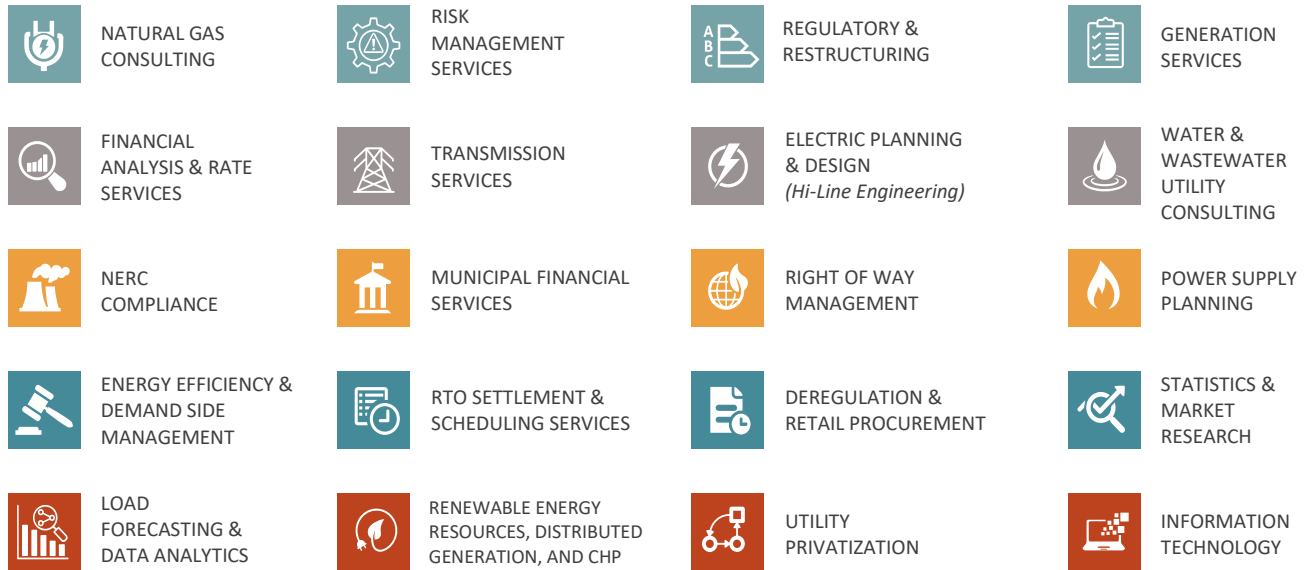 NATURAL GAS
CONSULTING
RISK
MANAGEMENT
SERVICES
A
B
C
REGULATORY &
RESTRUCTURING
GENERATION
SERVICES
FINANCIAL
ANALYSIS & RATE
SERVICES
TRANSMISSION
SERVICES
ELECTRIC PLANNING
& DESIGN
(Hi-Line Engineering)
WATER &
WASTEWATER
UTILITY
CONSULTING
NERC
COMPLIANCE
MUNICIPAL FINANCIAL
SERVICES
RIGHT OF WAY
MANAGEMENT
POWER SUPPLY
PLANNING
ENERGY EFFICIENCY &
DEMAND SIDE
MANAGEMENT
RTO SETTLEMENT &
SCHEDULING SERVICES
DEREGULATION &
RETAIL PROCUREMENT
STATISTICS &
MARKET
RESEARCH
LOAD
FORECASTING &
DATA ANALYTICS
RENEWABLE ENERGY
RESOURCES, DISTRIBUTED
GENERATION, AND CHP
UTILITY
PRIVATIZATION
INFORMATION
TECHNOLOGY